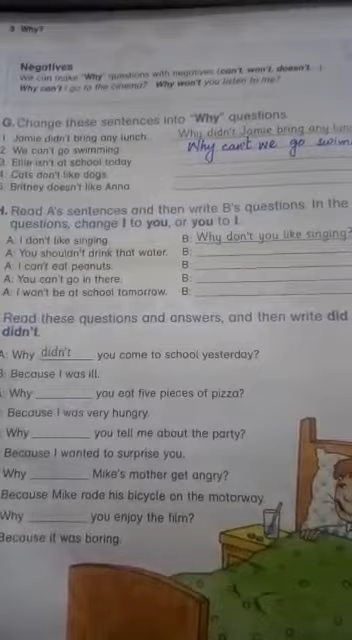 3 Why?
Negatives
We can make "Why" questions with negatives (can't, won't, doesn't...)
Why can't I go to the cinema? Why won't you listen to me?
G. Change these sentences into "Why" questions.
1. Jamie didn't bring any lunch. Why didn't Jamie bring any lun
2. We can't go swimming. Why can't we go swim
3. Ellie isn't at school today.
4. Cats don't like dogs.
5. Britney doesn't like Anna.
H. Read A's sentences and then write B's questions. In the
questions, change I to you, or you to I.
A: I don't like singing. B: Why don't you like singing?
A: You shouldn't drink that water. B:
A: I can't eat peanuts. B:
A: You can't go in there. B:
A: I won't be at school tomorrow. B:
Read these questions and answers, and then write did
didn't.
A: Why didn't you come to school yesterday?
B: Because I was ill.
: Why ______ you eat five pieces of pizza?
: Because I was very hungry.
Why ______ you tell me about the party?
Because I wanted to surprise you.
Why ______ Mike's mother get angry?
Because Mike rode his bicycle on the motorway.
Why ______ you enjoy the film?
Because it was boring.